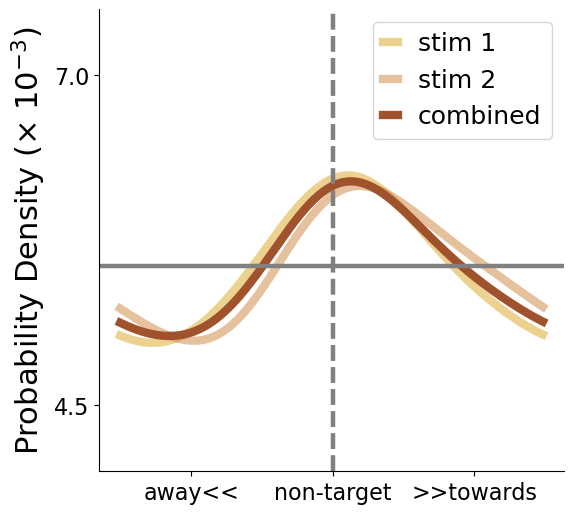 stim 1
stim 2
combined
Probability Density (× 10⁻³)
7.0
4.5
away<< non-target >>towards